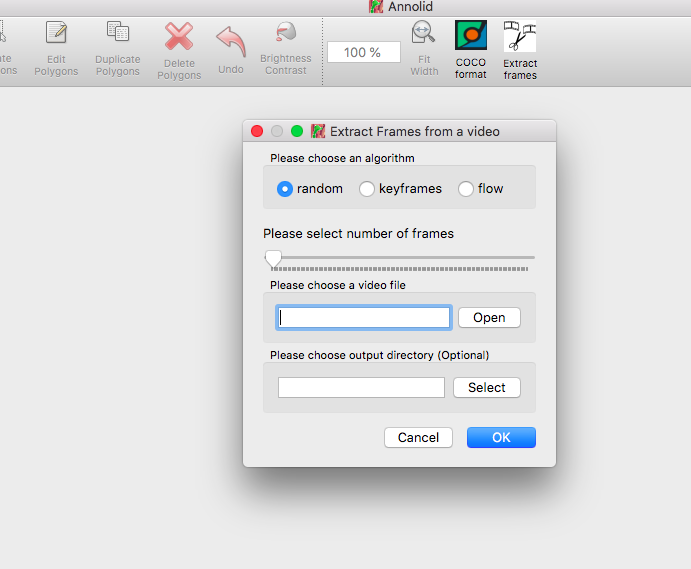 Annolid
Edit Polygons
Duplicate Polygons
Delete Polygons
Undo
Brightness Contrast
100 %
Fit Width
COCO format
Extract frames
Extract Frames from a video
Please choose an algorithm
random keyframes flow
Please select number of frames
Please choose a video file
Open
Please choose output directory (Optional)
Select
Cancel OK